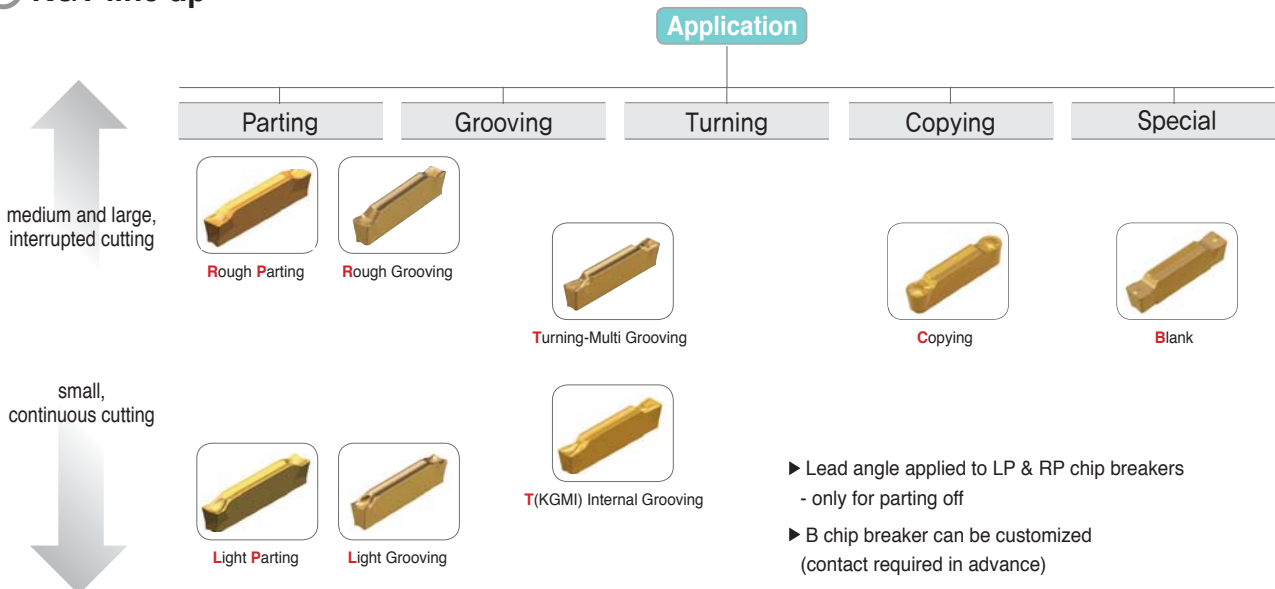 line up
Application
Parting
Grooving
Turning
Copying
Special
medium and large,
interrupted cutting
Rough Parting
Rough Grooving
Turning-Multi Grooving
Copying
Blank
small,
continuous cutting
T(KGMI) Internal Grooving
Light Parting
Light Grooving
▶ Lead angle applied to LP & RP chip breakers
- only for parting off
▶ B chip breaker can be customized
(contact required in advance)